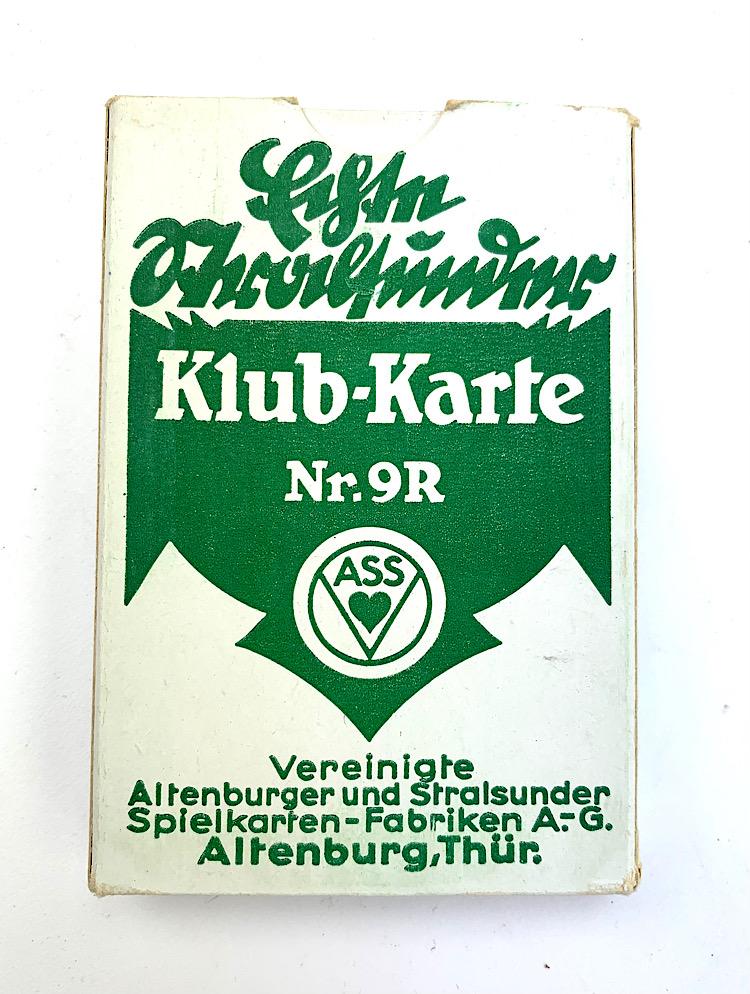 Echte
Stralsunder
Klub-Karte
Nr. 9R
ASS
Vereinigte
Altenburger und Stralsunder
Spielkarten-Fabriken A.-G.
Altenburg, Thür.